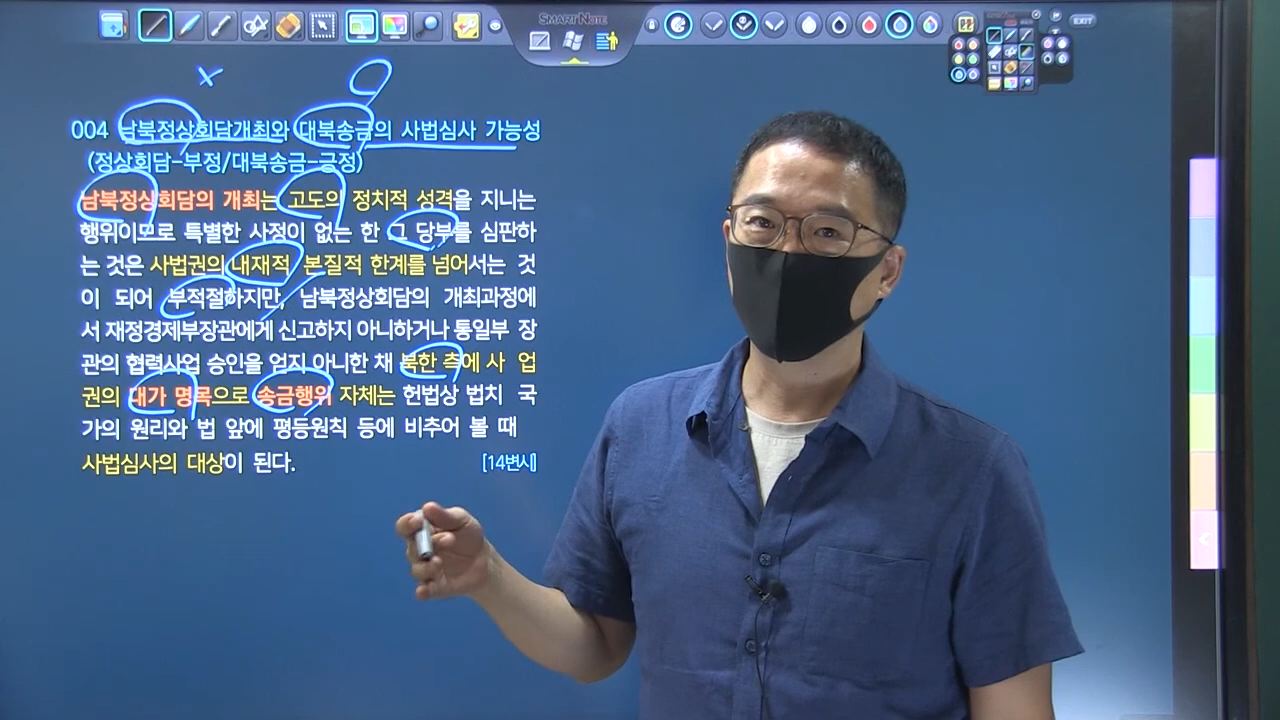 SMARTNOTE
EXIT
004 남북정상회담개최와 대북송금의 사법심사 가능성
(정상회담-부정/대북송금-긍정)
남북정상회담의 개최는 고도의 정치적 성격을 지니는
행위이므로 특별한 사정이 없는 한 그 당부를 심판하
는 것은 사법권의 내재적 본질적 한계를 넘어서는 것
이 되어 부적절하지만, 남북정상회담의 개최과정에
서 재정경제부장관에게 신고하지 아니하거나 통일부 장
관의 협력사업 승인을 얻지 아니한 채 북한 측에 사 업
권의 대가 명목으로 송금행위 자체는 헌법상 법치 국
가의 원리와 법 앞에 평등원칙 등에 비추어 볼 때
사법심사의 대상이 된다. [14변시]